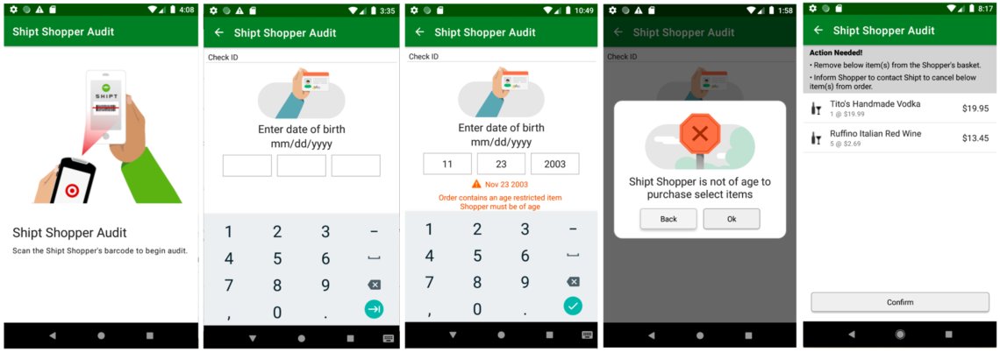 4:08
Shipt Shopper Audit
SHIPT
Shipt Shopper Audit
Scan the Shipt Shopper's barcode to begin audit.
3:35
Shipt Shopper Audit
Check ID
Enter date of birth
mm/dd/yyyy
1 2 3 –
4 5 6
7 8 9
, 0 .
10:49
Shipt Shopper Audit
Check ID
Enter date of birth
mm/dd/yyyy
11 23 2003
Nov 23 2003
Order contains an age restricted item
Shopper must be of age
1 2 3 –
4 5 6
7 8 9
, 0 .
1:58
Shipt Shopper Audit
Check ID
Shipt Shopper is not of age to
purchase select items
Back Ok
8:17
Shipt Shopper Audit
Action Needed!
• Remove below item(s) from the Shopper's basket.
• Inform Shopper to contact Shipt to cancel below
item(s) from order.
Tito's Handmade Vodka $19.95
1 @ $19.99
Ruffino Italian Red Wine $13.45
5 @ $2.69
Confirm